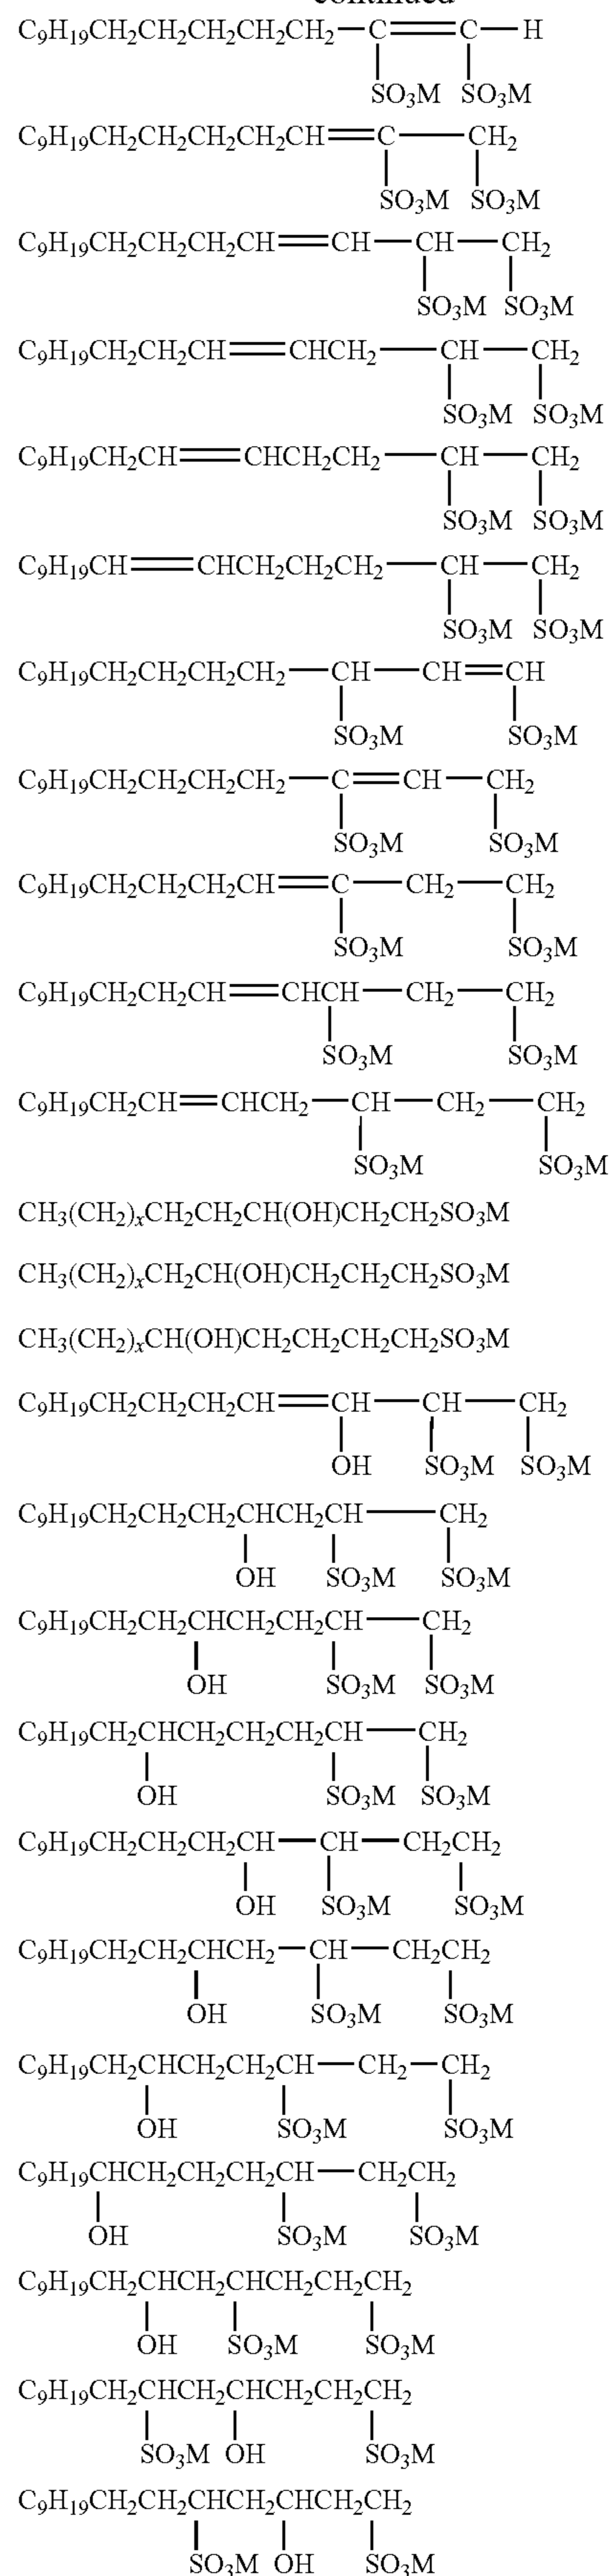 continued
C₉H₁₉CH₂CH₂CH₂CH₂CH₂—C=C—H
SO₃M SO₃M
C₉H₁₉CH₂CH₂CH₂CH₂CH=C—CH₂
SO₃M SO₃M
C₉H₁₉CH₂CH₂CH₂CH=CH—CH—CH₂
SO₃M SO₃M
C₉H₁₉CH₂CH₂CH=CHCH₂—CH—CH₂
SO₃M SO₃M
C₉H₁₉CH₂CH=CHCH₂CH₂—CH—CH₂
SO₃M SO₃M
C₉H₁₉CH=CHCH₂CH₂CH₂—CH—CH₂
SO₃M SO₃M
C₉H₁₉CH₂CH₂CH₂CH₂—CH—CH=CH
SO₃M SO₃M
C₉H₁₉CH₂CH₂CH₂CH₂—C=CH—CH₂
SO₃M SO₃M
C₉H₁₉CH₂CH₂CH₂CH=C—CH₂—CH₂
SO₃M SO₃M
C₉H₁₉CH₂CH₂CH=CHCH—CH₂—CH₂
SO₃M SO₃M
C₉H₁₉CH₂CH=CHCH₂—CH—CH₂—CH₂
SO₃M SO₃M
CH₃(CH₂)ₓCH₂CH₂CH(OH)CH₂CH₂SO₃M
CH₃(CH₂)ₓCH₂CH(OH)CH₂CH₂CH₂SO₃M
CH₃(CH₂)ₓCH(OH)CH₂CH₂CH₂CH₂SO₃M
C₉H₁₉CH₂CH₂CH₂CH=CH—CH—CH₂
OH SO₃M SO₃M
C₉H₁₉CH₂CH₂CH₂CHCH₂CH—CH₂
OH SO₃M SO₃M
C₉H₁₉CH₂CH₂CHCH₂CH₂CH—CH₂
OH SO₃M SO₃M
C₉H₁₉CH₂CHCH₂CH₂CH₂CH—CH₂
OH SO₃M SO₃M
C₉H₁₉CH₂CH₂CH₂CH—CH—CH₂CH₂
OH SO₃M SO₃M
C₉H₁₉CH₂CH₂CHCH₂—CH—CH₂CH₂
OH SO₃M SO₃M
C₉H₁₉CH₂CHCH₂CH₂CH—CH₂—CH₂
OH SO₃M SO₃M
C₉H₁₉CHCH₂CH₂CH₂CH—CH₂CH₂
OH SO₃M SO₃M
C₉H₁₉CH₂CHCH₂CHCH₂CH₂CH₂
OH SO₃M SO₃M
C₉H₁₉CH₂CHCH₂CHCH₂CH₂CH₂
SO₃M OH SO₃M
C₉H₁₉CH₂CH₂CHCH₂CHCH₂CH₂
SO₃M OH SO₃M